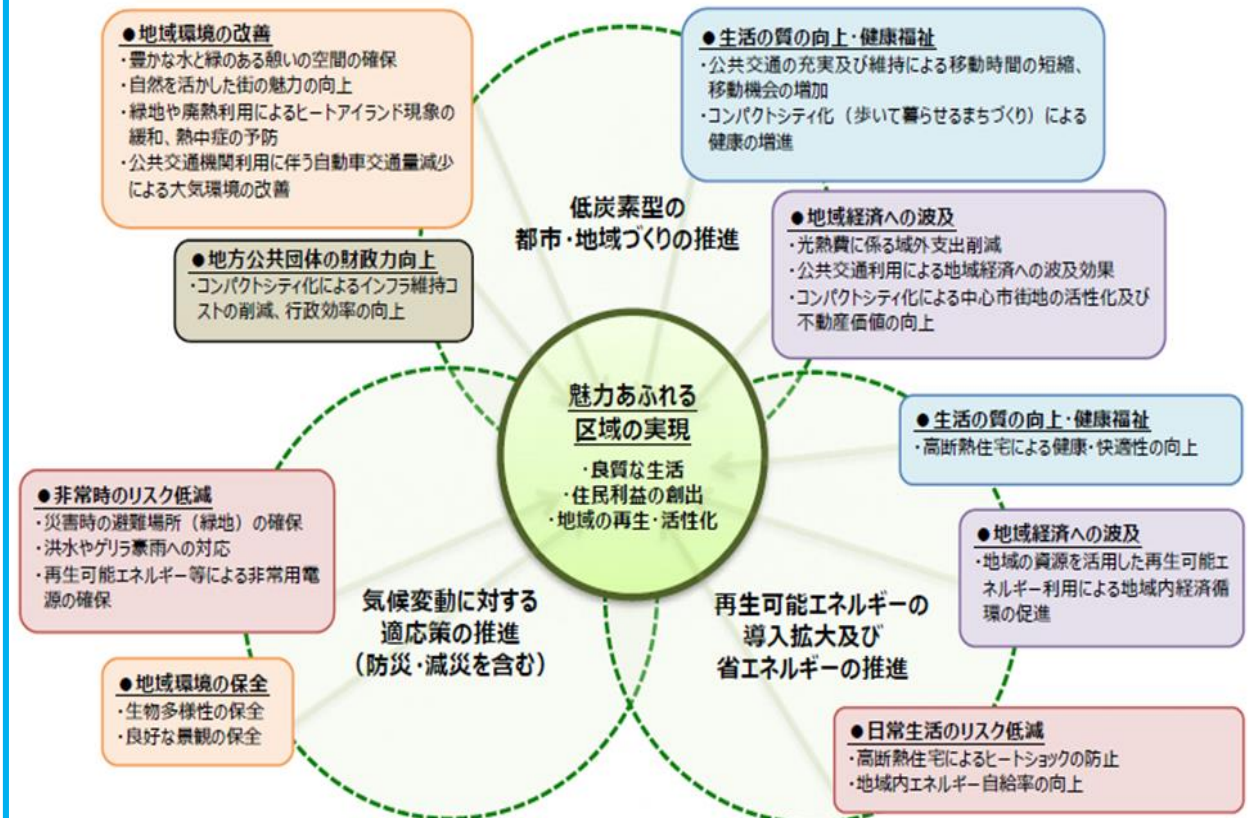 ●地域環境の改善
・豊かな水と緑のある憩いの空間の確保
・自然を活かした街の魅力の向上
・緑地や廃熱利用によるヒートアイランド現象の
緩和、熱中症の予防
・公共交通機関利用に伴う自動車交通量減少
による大気環境の改善
●生活の質の向上・健康福祉
・公共交通の充実及び維持による移動時間の短縮、
移動機会の増加
・コンパクトシティ化（歩いて暮らせるまちづくり）による
健康の増進
低炭素型の
都市・地域づくりの推進
●地方公共団体の財政力向上
・コンパクトシティ化によるインフラ維持コ
ストの削減、行政効率の向上
●地域経済への波及
・光熱費に係る域外支出削減
・公共交通利用による地域経済への波及効果
・コンパクトシティ化による中心市街地の活性化及び
不動産価値の向上
魅力あふれる
区域の実現
・良質な生活
・住民利益の創出
・地域の再生・活性化
●生活の質の向上・健康福祉
・高断熱住宅による健康・快適性の向上
●非常時のリスク低減
・災害時の避難場所（緑地）の確保
・洪水やゲリラ豪雨への対応
・再生可能エネルギー等による非常用電
源の確保
●地域経済への波及
・地域の資源を活用した再生可能エ
ネルギー利用による地域内経済循
環の促進
気候変動に対する
適応策の推進
（防災・減災を含む）
再生可能エネルギーの
導入拡大及び
省エネルギーの推進
●地域環境の保全
・生物多様性の保全
・良好な景観の保全
●日常生活のリスク低減
・高断熱住宅によるヒートショックの防止
・地域内エネルギー自給率の向上